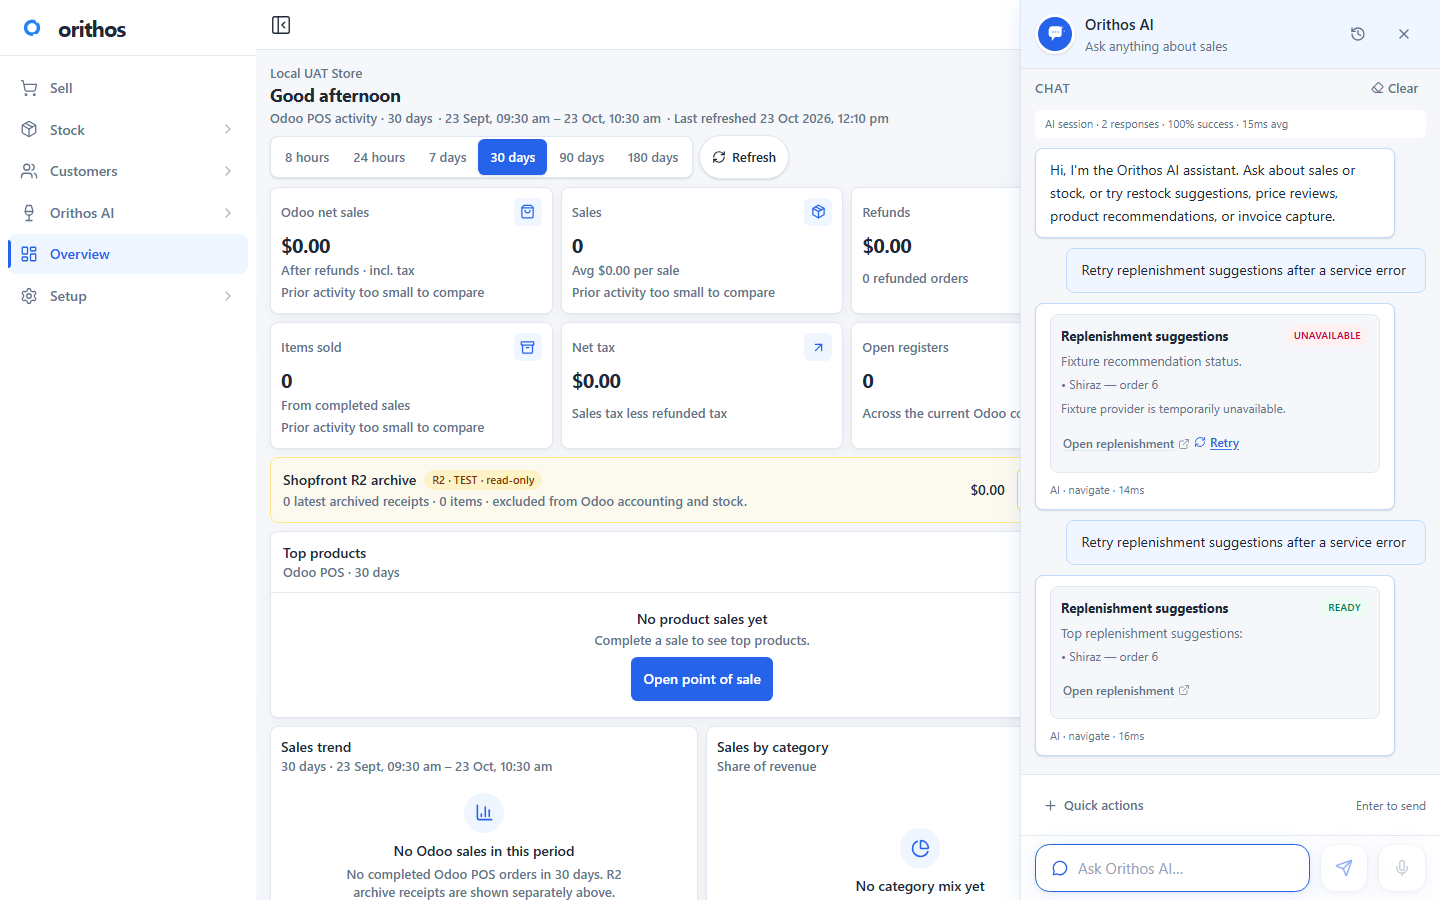 orithos
Sell
Stock
Customers
Orithos AI
Overview
Setup
Local UAT Store
Good afternoon
Odoo POS activity · 30 days · 23 Sept, 09:30 am – 23 Oct, 10:30 am · Last refreshed 23 Oct 2026, 12:10 pm
8 hours
24 hours
7 days
30 days
90 days
180 days
Refresh
Odoo net sales
$0.00
After refunds · incl. tax
Prior activity too small to compare
Sales
0
Avg $0.00 per sale
Prior activity too small to compare
Refunds
$0.00
0 refunded orders
Items sold
0
From completed sales
Prior activity too small to compare
Net tax
$0.00
Sales tax less refunded tax
Open registers
0
Across the current Odoo
Shopfront R2 archive
R2 · TEST · read-only
0 latest archived receipts · 0 items · excluded from Odoo accounting and stock.
$0.00
Top products
Odoo POS · 30 days
No product sales yet
Complete a sale to see top products.
Open point of sale
Sales trend
30 days · 23 Sept, 09:30 am – 23 Oct, 10:30 am
No Odoo sales in this period
No completed Odoo POS orders in 30 days. R2
archive receipts are shown separately above.
Sales by category
Share of revenue
No category mix yet
Orithos AI
Ask anything about sales
CHAT
Clear
AI session · 2 responses · 100% success · 15ms avg
Hi, I'm the Orithos AI assistant. Ask about sales or
stock, or try restock suggestions, price reviews,
product recommendations, or invoice capture.
Retry replenishment suggestions after a service error
Replenishment suggestions
UNAVAILABLE
Fixture recommendation status.
• Shiraz — order 6
Fixture provider is temporarily unavailable.
Open replenishment
Retry
AI · navigate · 14ms
Retry replenishment suggestions after a service error
Replenishment suggestions
READY
Top replenishment suggestions:
• Shiraz — order 6
Open replenishment
AI · navigate · 16ms
Quick actions
Enter to send
Ask Orithos AI...